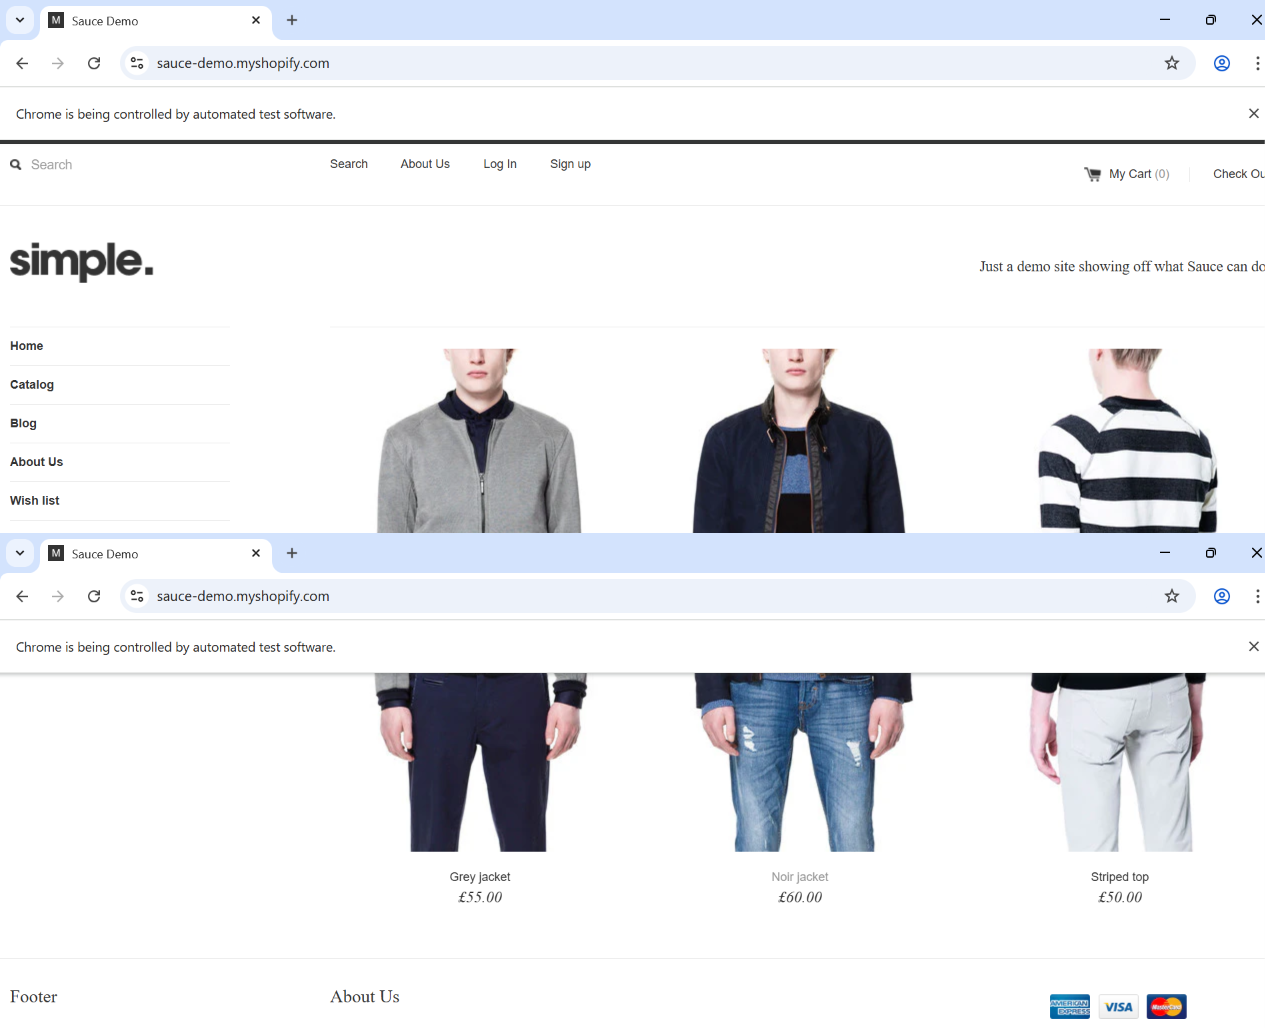 M Sauce Demo
sauce-demo.myshopify.com
Chrome is being controlled by automated test software.
Search
Search About Us Log In Sign up
My Cart (0)
Check Ou
simple.
Just a demo site showing off what Sauce can do
Home
Catalog
Blog
About Us
Wish list
M Sauce Demo
sauce-demo.myshopify.com
Chrome is being controlled by automated test software.
Grey jacket
£55.00
Noir jacket
£60.00
Striped top
£50.00
Footer
About Us
AMERICAN EXPRESS
VISA
MasterCard